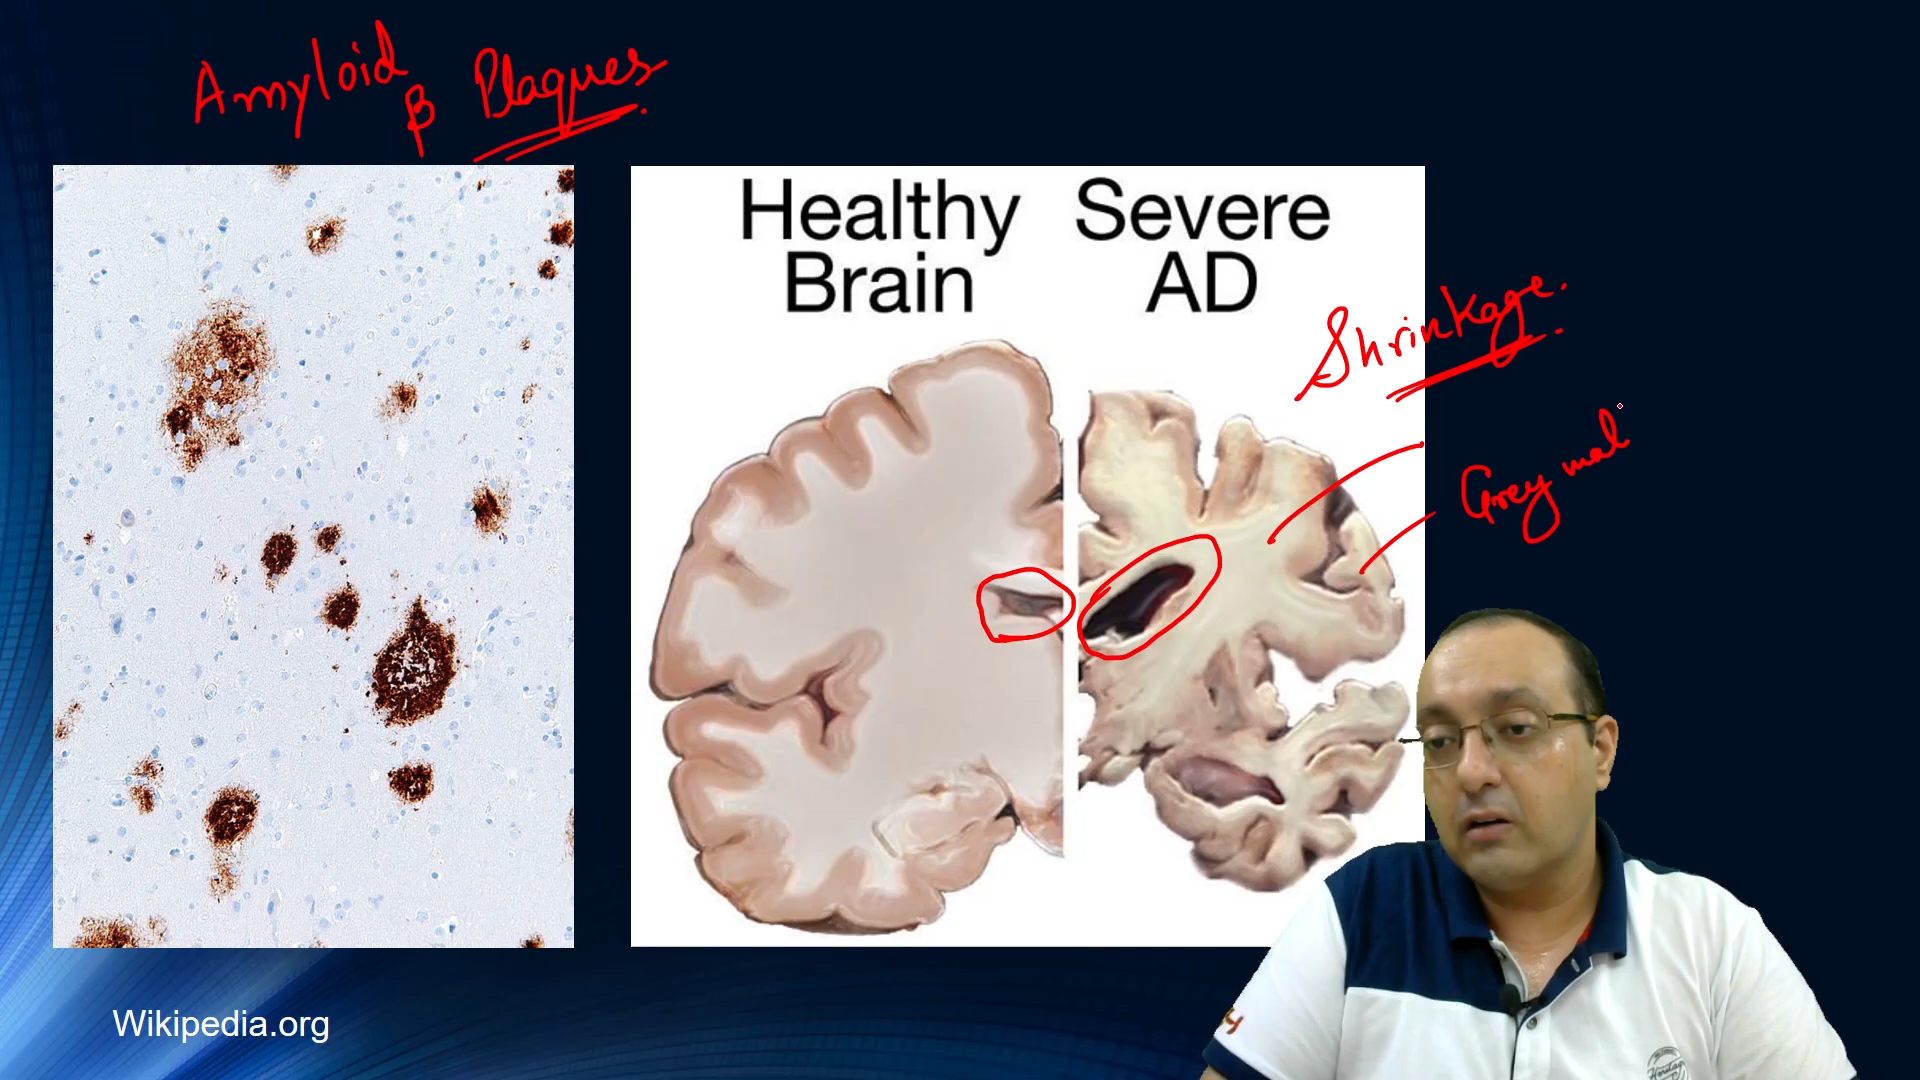 Amyloid β Plaques
Healthy Severe
Brain AD
Shrinkage.
Grey mat
Wikipedia.org